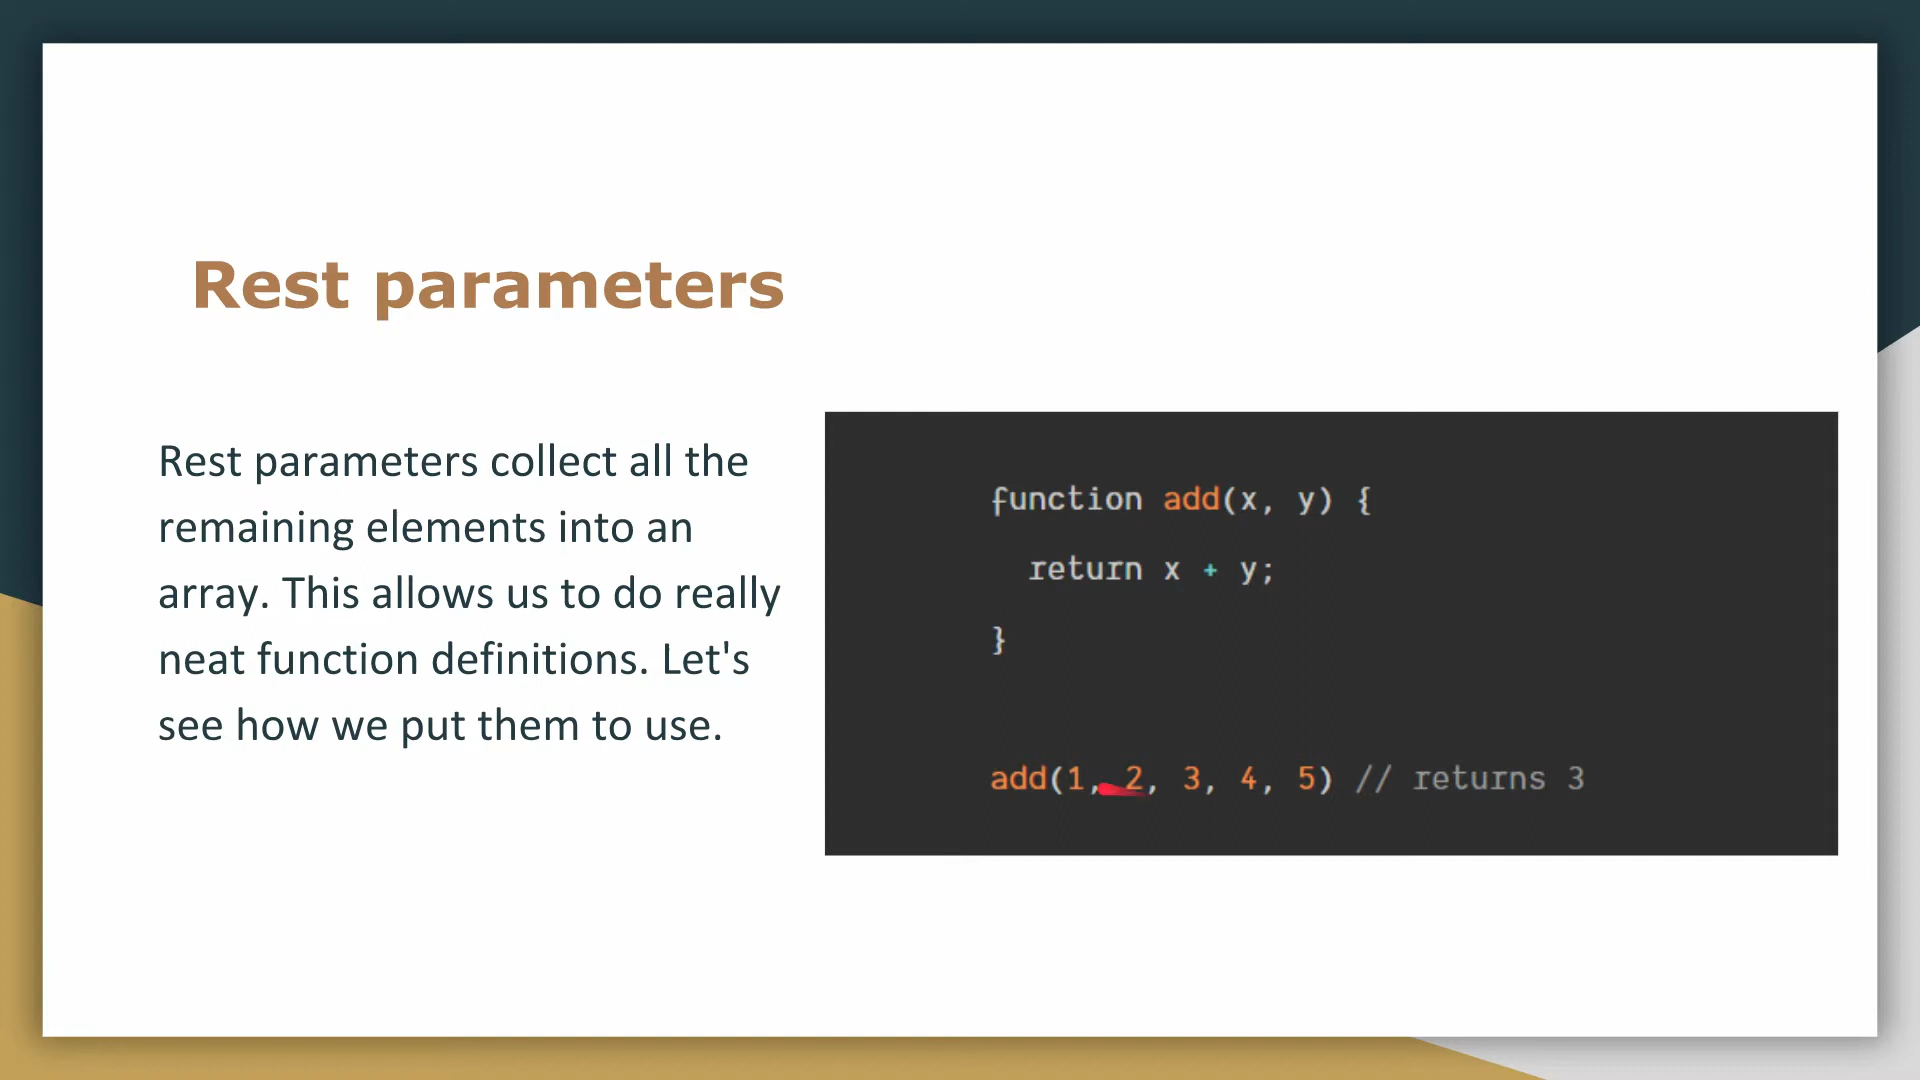 Rest parameters
Rest parameters collect all the
remaining elements into an
array. This allows us to do really
neat function definitions. Let's
see how we put them to use.
function add(x, y) {
return x + y;
}
add(1, 2, 3, 4, 5) // returns 3